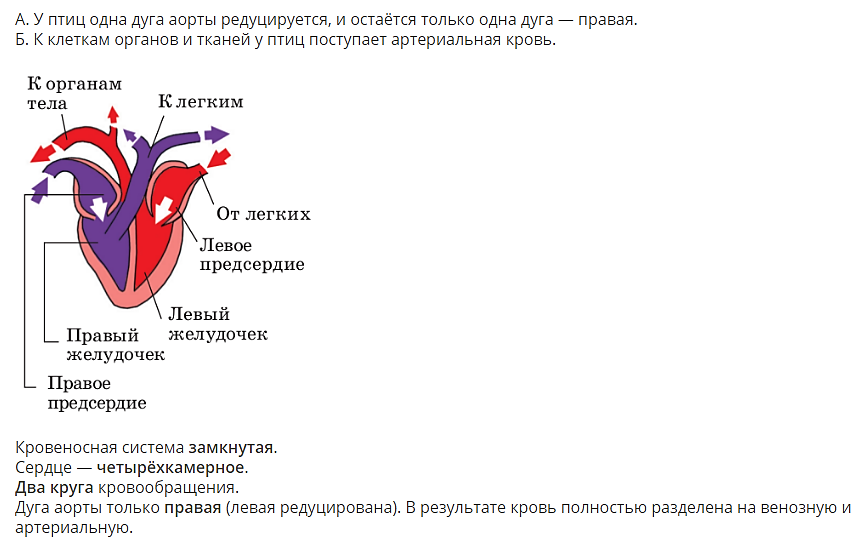 А. У птиц одна дуга аорты редуцируется, и остаётся только одна дуга — правая.
Б. К клеткам органов и тканей у птиц поступает артериальная кровь.
К органам
тела
К легким
От легких
Левое
предсердие
Левый
желудочек
Правый
желудочек
Правое
предсердие
Кровеносная система замкнутая.
Сердце — четырёхкамерное.
Два круга кровообращения.
Дуга аорты только правая (левая редуцирована). В результате кровь полностью разделена на венозную и
артериальную.